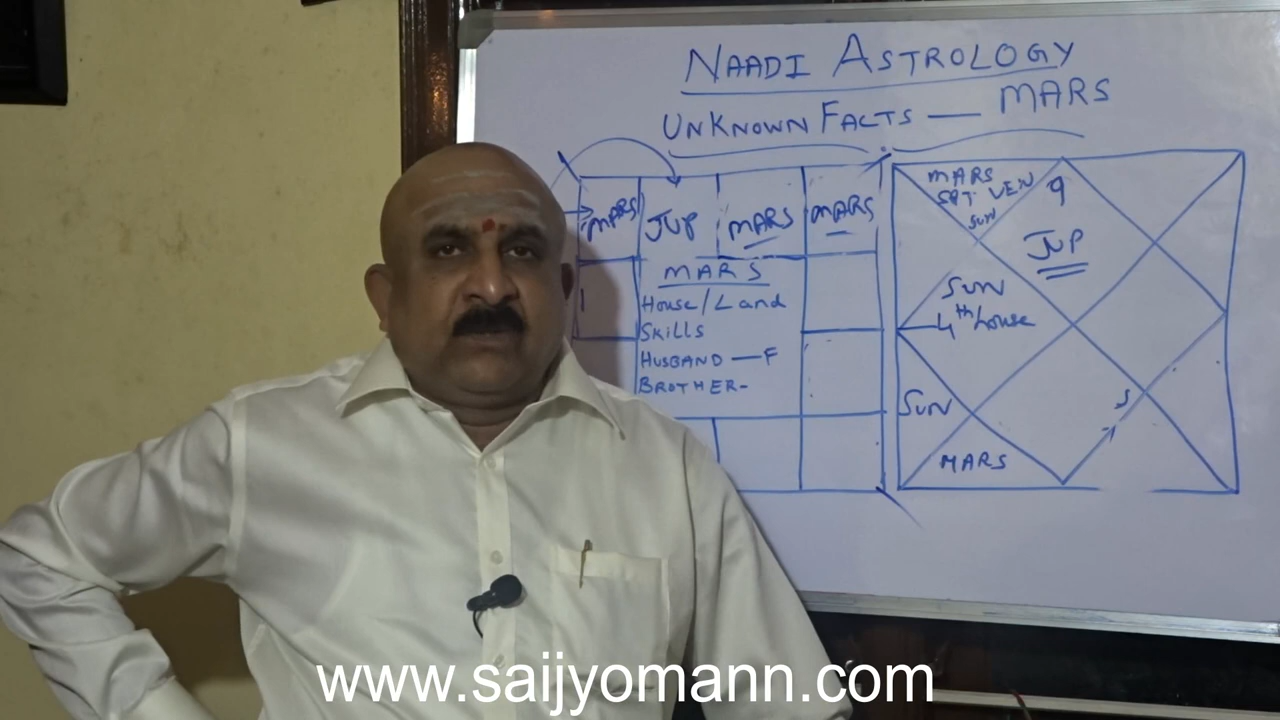 NAADI ASTROLOGY
UNKNOWN FACTS — MARS
MARS JUP MARS MARS
MARS
House/Land
SKILLS
HUSBAND — F
BROTHER-
MARS
SAT VEN
SUN
9
JUP
SUN
4th house
SUN
MARS
www.saijyomann.com